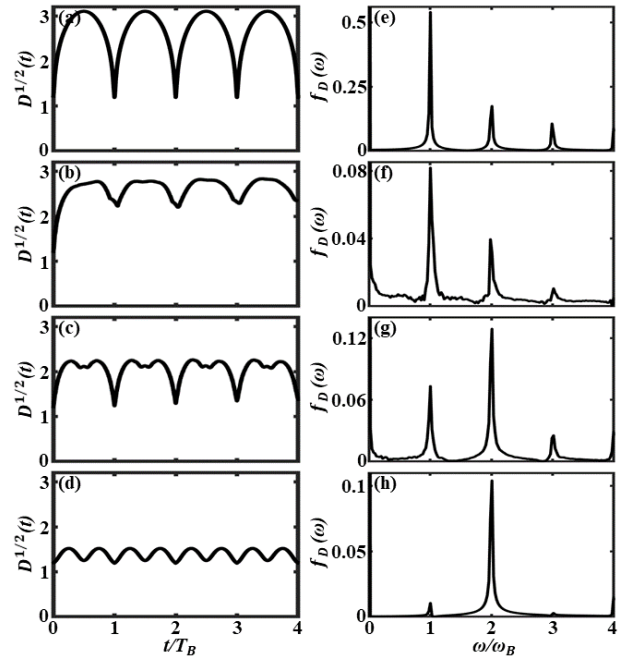 (a)
3
2
1
0
D^{1/2}(t)
(e)
0.5
0.25
0
f_D(ω)
(b)
3
2
1
0
D^{1/2}(t)
(f)
0.08
0.04
0
f_D(ω)
(c)
3
2
1
0
D^{1/2}(t)
(g)
0.12
0.06
0
f_D(ω)
(d)
3
2
1
0
D^{1/2}(t)
0 1 2 3 4
t/T_B
(h)
0.1
0.05
0
f_D(ω)
0 1 2 3 4
ω/ω_B